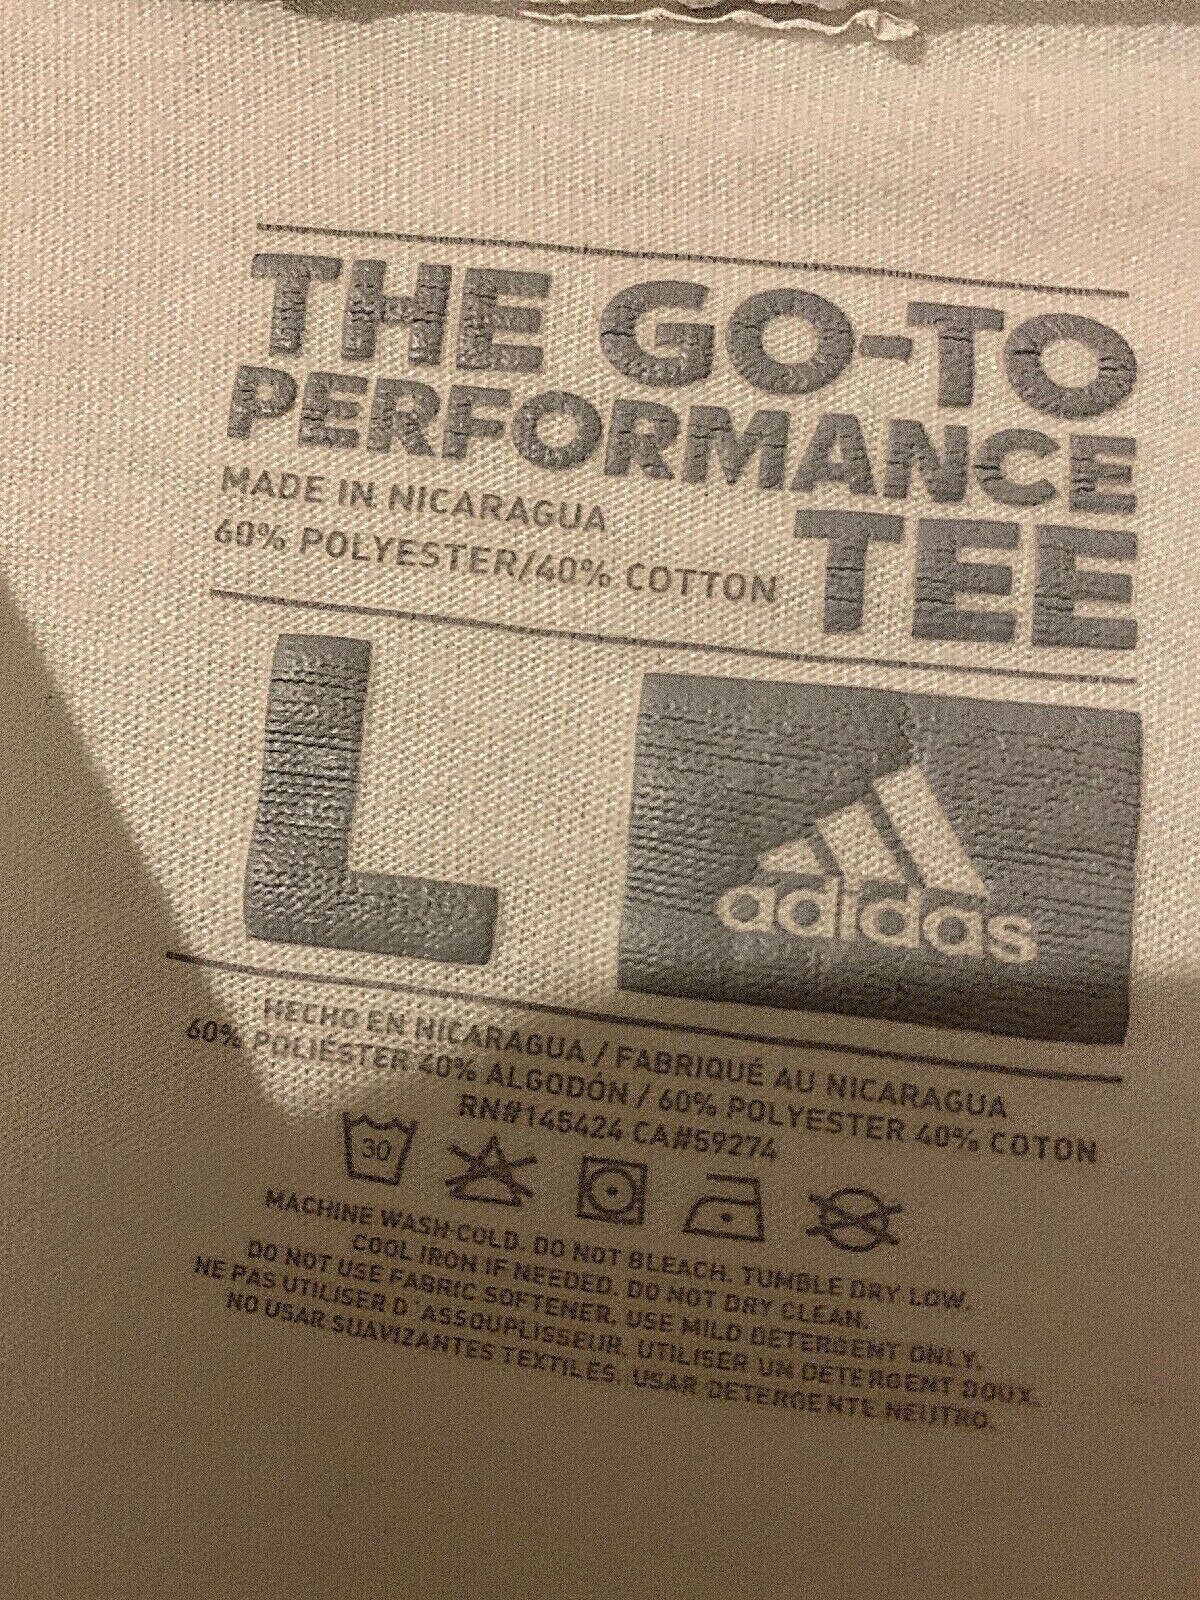 THE GO-TO
PERFORMANCE
TEE
MADE IN NICARAGUA
60% POLYESTER/40% COTTON
L
adidas
HECHO EN NICARAGUA / FABRIQUÉ AU NICARAGUA
60% POLIÉSTER 40% ALGODÓN / 60% POLYESTER 40% COTON
RN#145424 CA#59274
30
MACHINE WASH COLD. DO NOT BLEACH. TUMBLE DRY LOW.
COOL IRON IF NEEDED. DO NOT DRY CLEAN.
DO NOT USE FABRIC SOFTENER. USE MILD DETERGENT ONLY.
NE PAS UTILISER D´ASSOUPLISSEUR. UTILISER UN DETERGENT DOUX.
NO USAR SUAVIZANTES TEXTILES. USAR DETERGENTE NEUTRO.